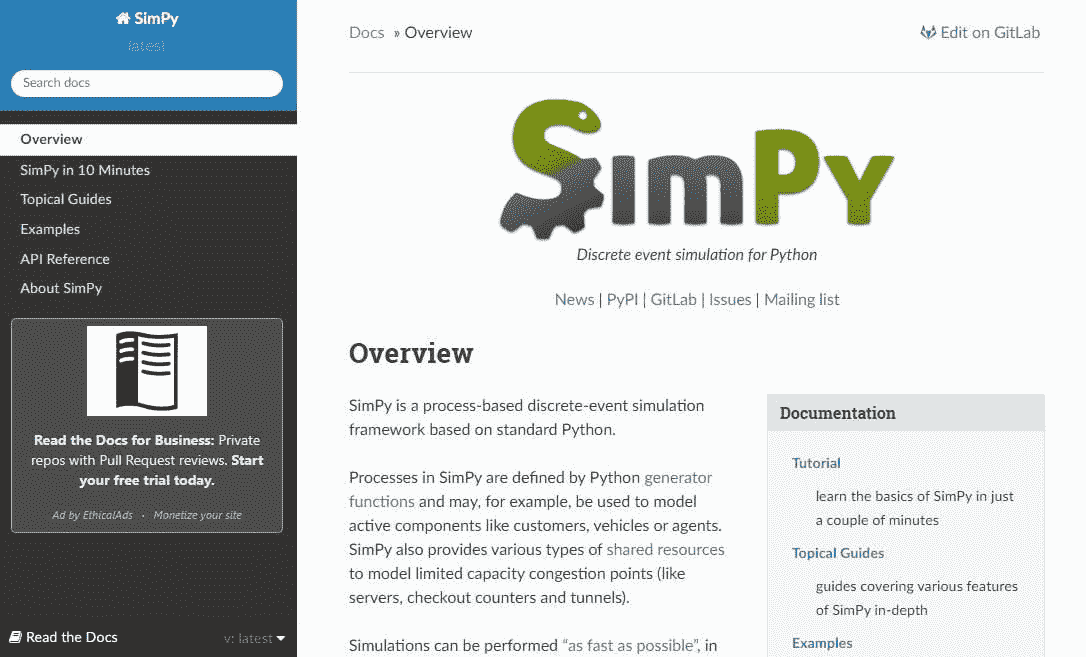 SimPy
latest
Search docs
Overview
SimPy in 10 Minutes
Topical Guides
Examples
API Reference
About SimPy
Read the Docs for Business: Private
repos with Pull Request reviews. Start
your free trial today.
Ad by EthicalAds · Monetize your site
Read the Docs
v: latest
Docs » Overview
Edit on GitLab
SimPy
Discrete event simulation for Python
News | PyPI | GitLab | Issues | Mailing list
Overview
SimPy is a process-based discrete-event simulation
framework based on standard Python.
Processes in SimPy are defined by Python generator
functions and may, for example, be used to model
active components like customers, vehicles or agents.
SimPy also provides various types of shared resources
to model limited capacity congestion points (like
servers, checkout counters and tunnels).
Simulations can be performed “as fast as possible”, in
Documentation
Tutorial
learn the basics of SimPy in just
a couple of minutes
Topical Guides
guides covering various features
of SimPy in-depth
Examples